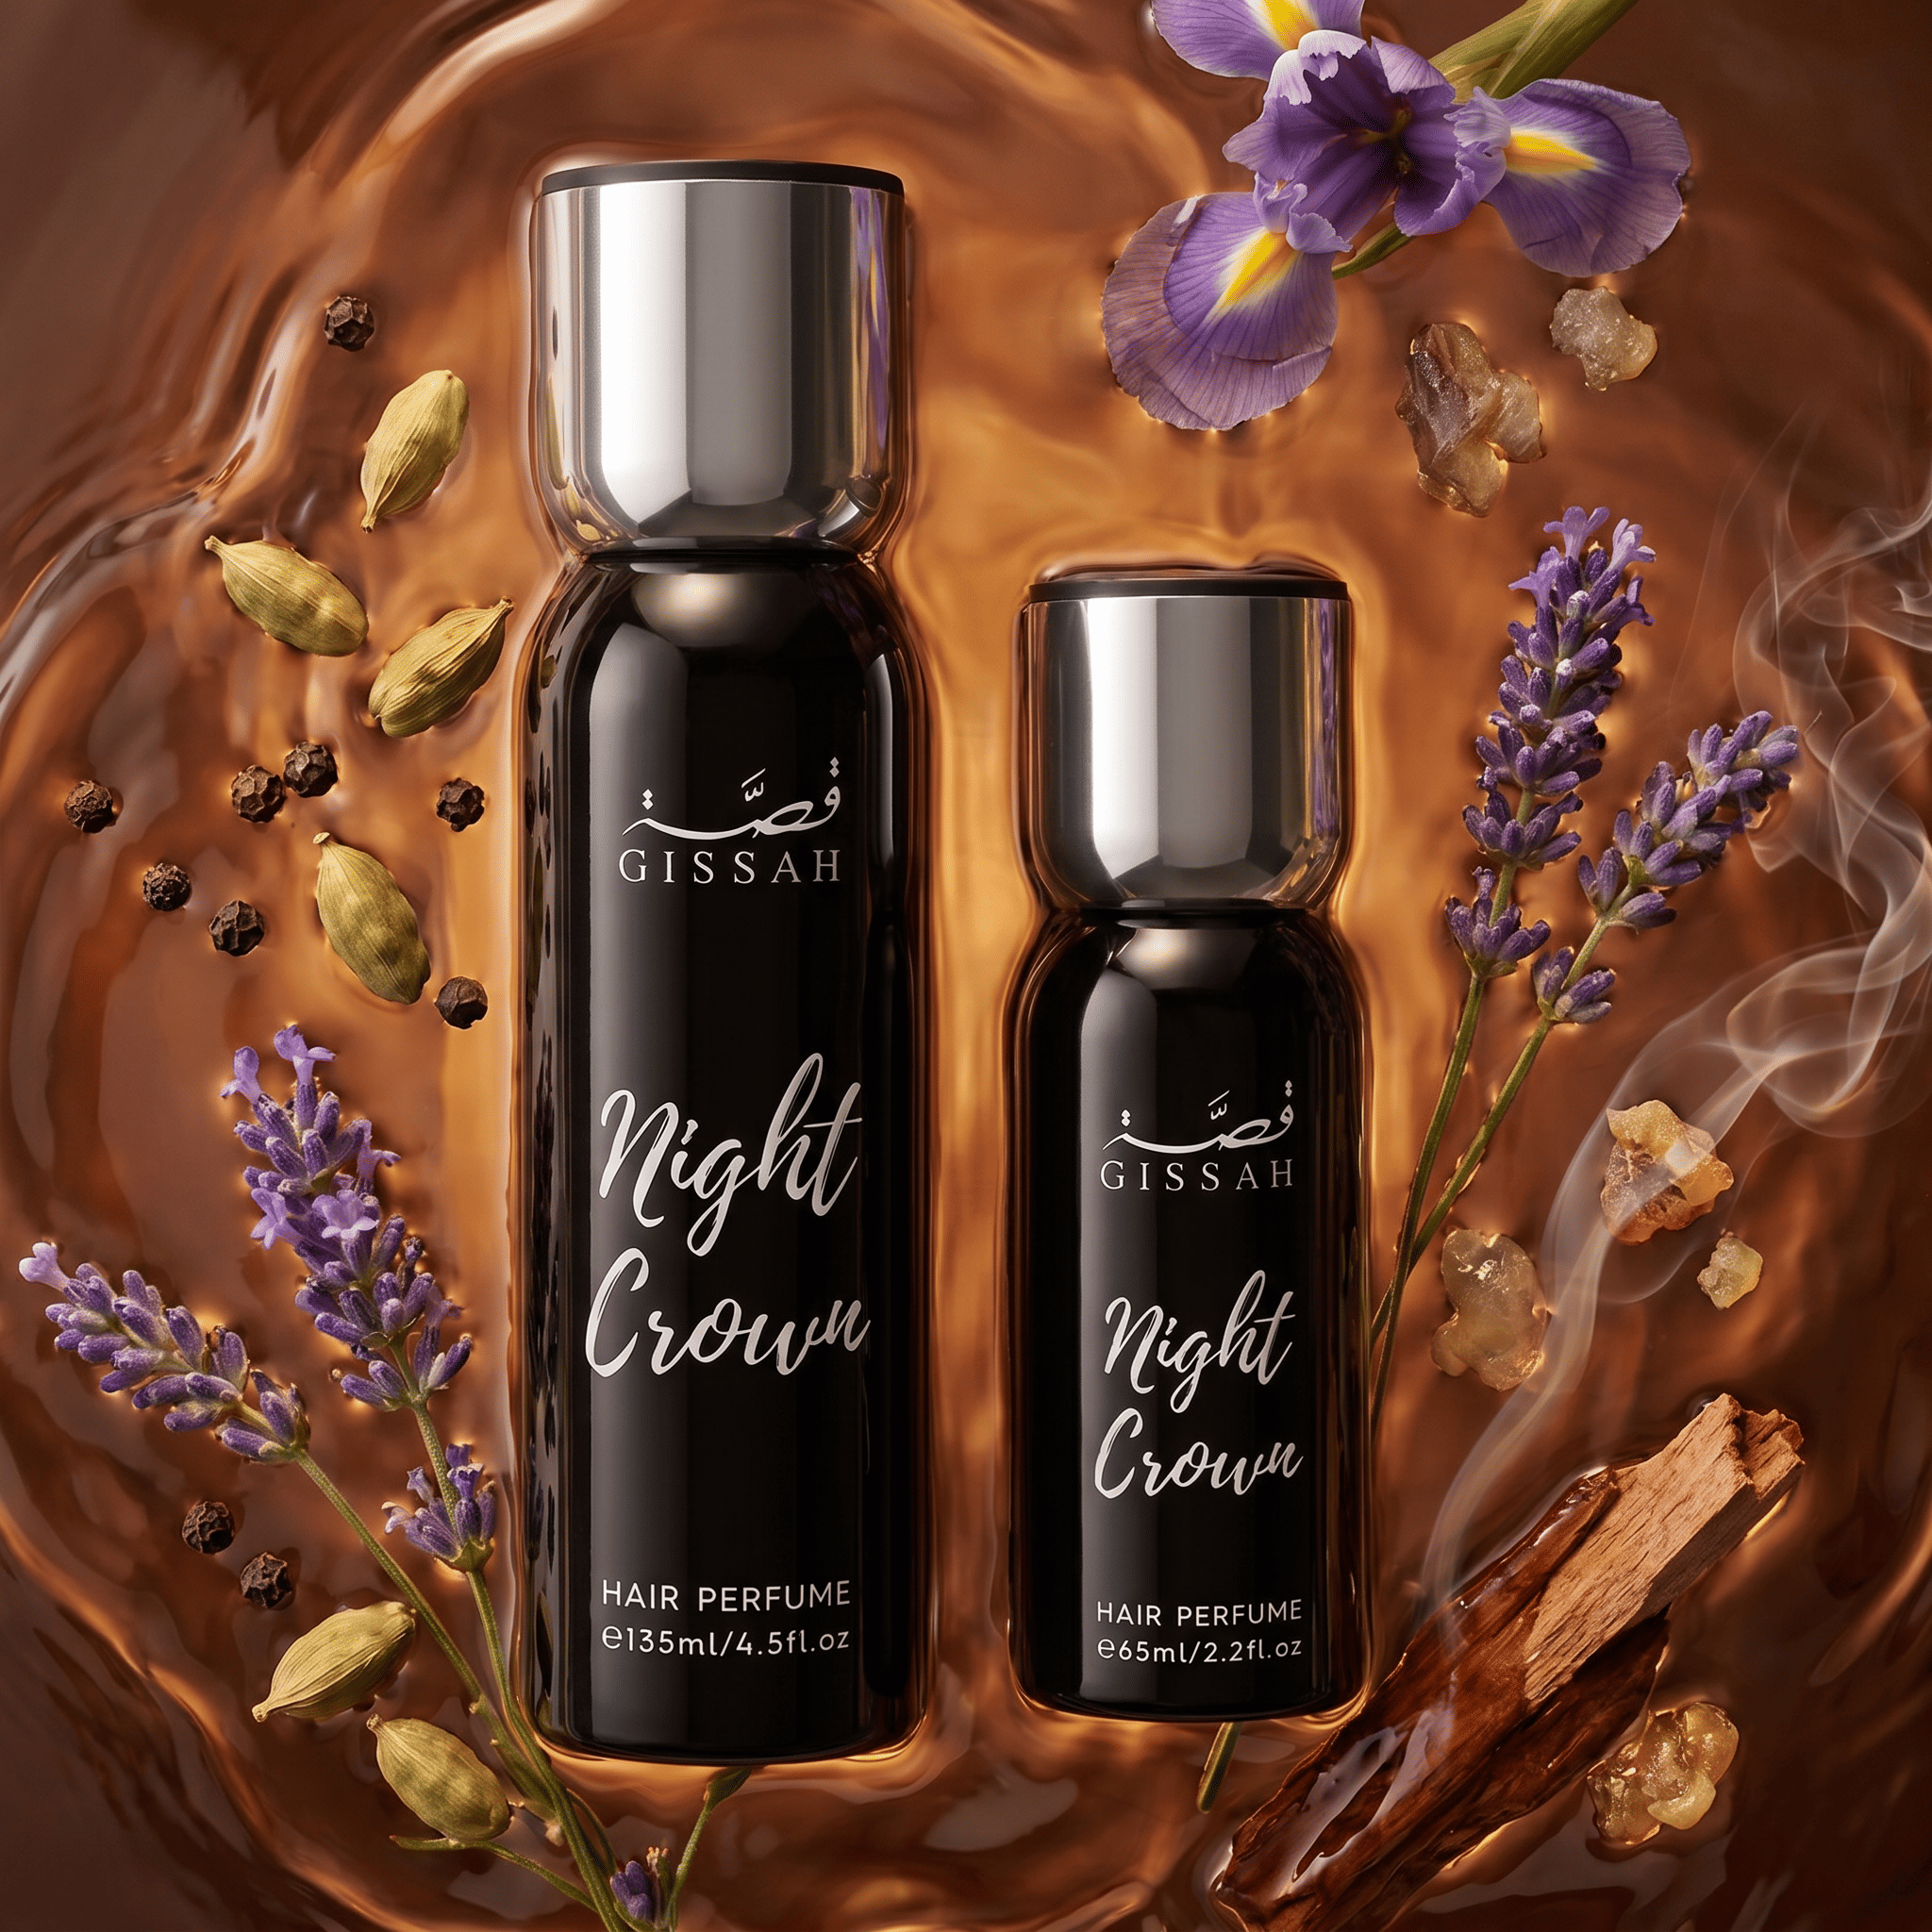 قصّة
GISSAH
Night
Crown
HAIR PERFUME
℮135ml/4.5fl.oz
قصّة
GISSAH
Night
Crown
HAIR PERFUME
℮65ml/2.2fl.oz